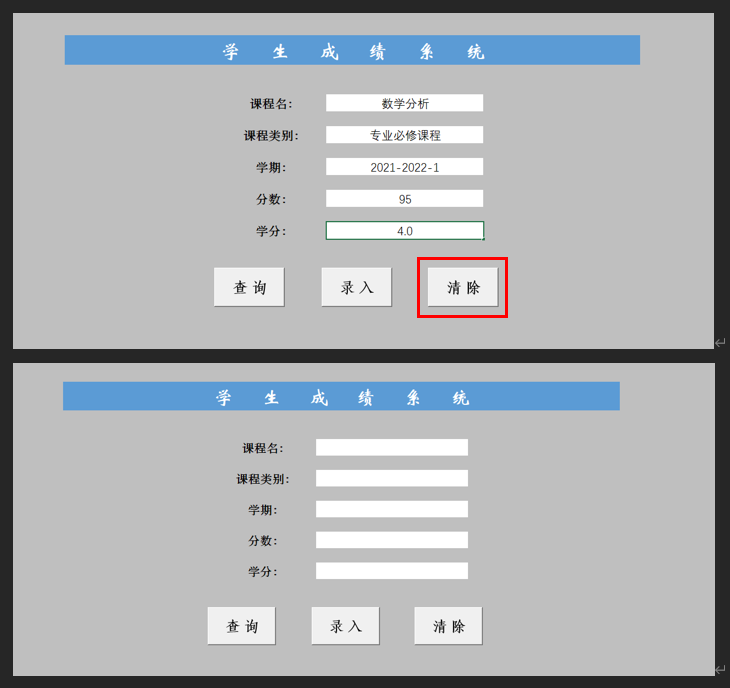 学 生 成 绩 系 统
课程名: 数学分析
课程类别: 专业必修课程
学期: 2021-2022-1
分数: 95
学分: 4.0
查询 录入 清除
学 生 成 绩 系 统
课程名:
课程类别:
学期:
分数:
学分:
查询 录入 清除